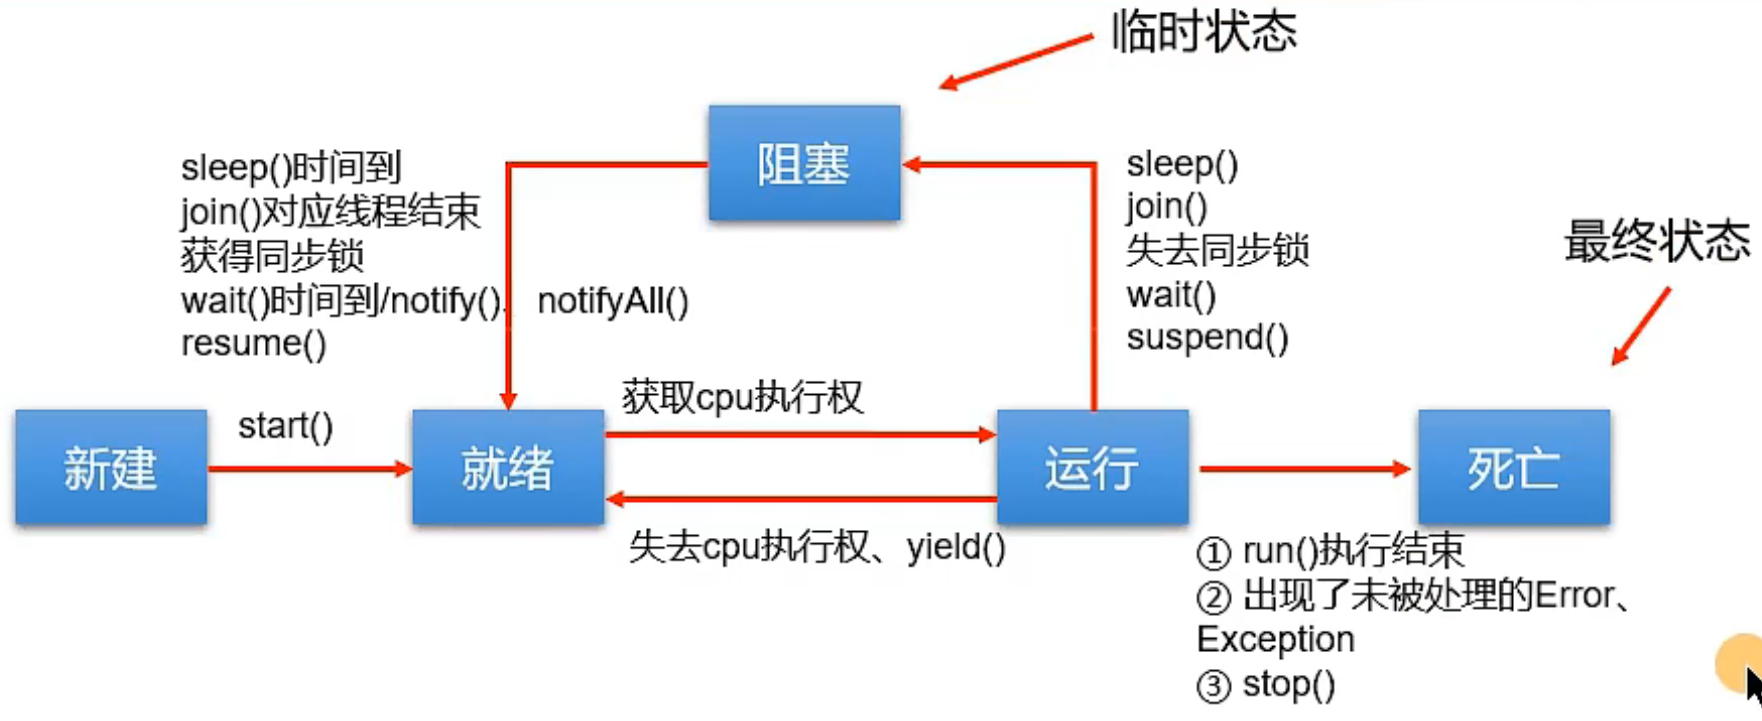 临时状态
阻塞
sleep()时间到
join()对应线程结束
获得同步锁
wait()时间到/notify()、notifyAll()
resume()
sleep()
join()
失去同步锁
wait()
suspend()
最终状态
新建
start()
就绪
获取cpu执行权
失去cpu执行权、yield()
运行
死亡
① run()执行结束
② 出现了未被处理的Error、
Exception
③ stop()